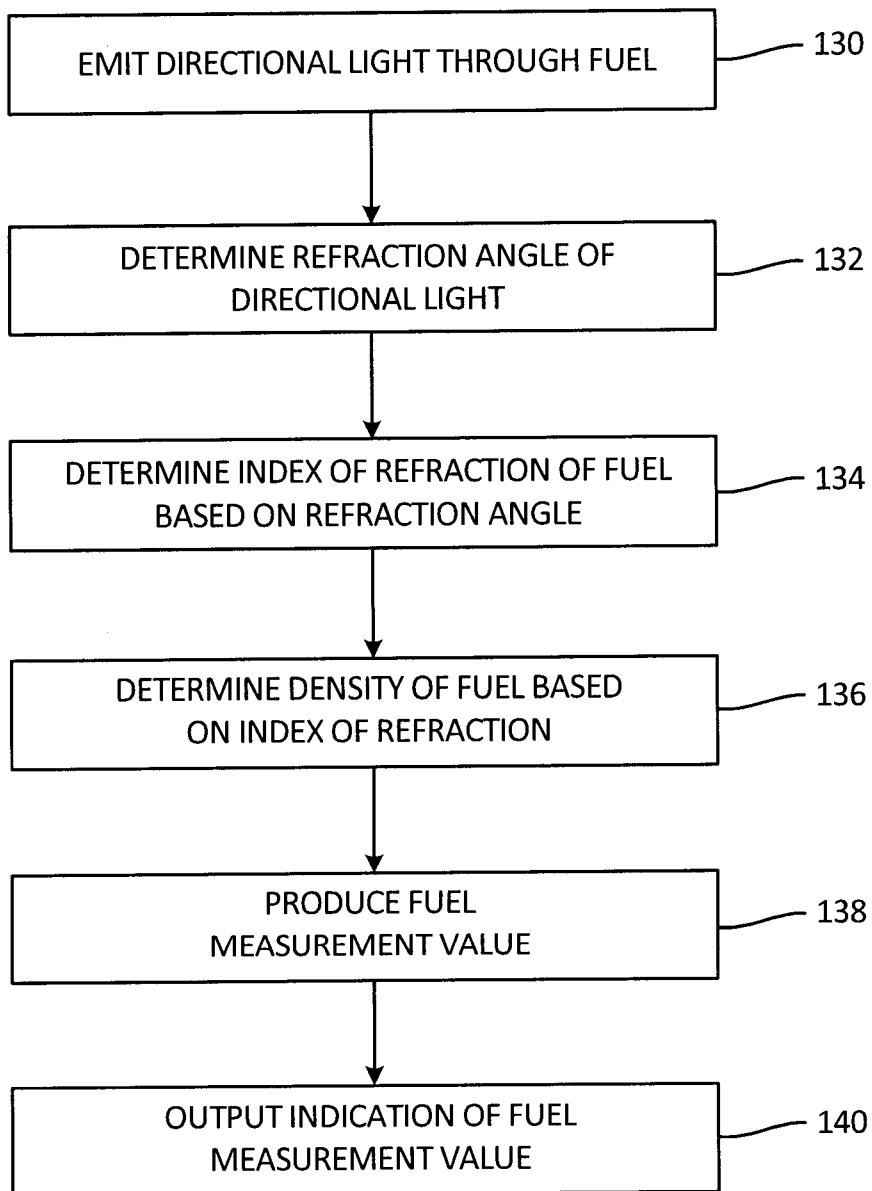 EMIT DIRECTIONAL LIGHT THROUGH FUEL
130
DETERMINE REFRACTION ANGLE OF
DIRECTIONAL LIGHT
132
DETERMINE INDEX OF REFRACTION OF FUEL
BASED ON REFRACTION ANGLE
134
DETERMINE DENSITY OF FUEL BASED
ON INDEX OF REFRACTION
136
PRODUCE FUEL
MEASUREMENT VALUE
138
OUTPUT INDICATION OF FUEL
MEASUREMENT VALUE
140